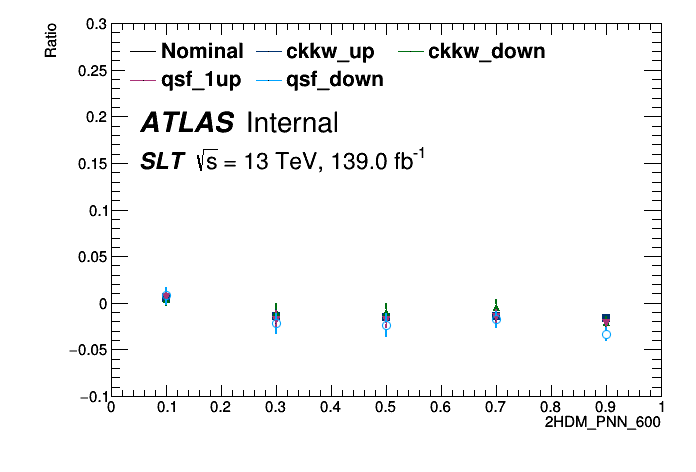 Ratio
0.3
Nominal ckkw_up ckkw_down
0.25
qsf_1up qsf_down
0.2
ATLAS Internal
0.15
SLT √s = 13 TeV, 139.0 fb-1
0.1
0.05
0
−0.05
−0.1
0 0.1 0.2 0.3 0.4 0.5 0.6 0.7 0.8 0.9 1
2HDM_PNN_600